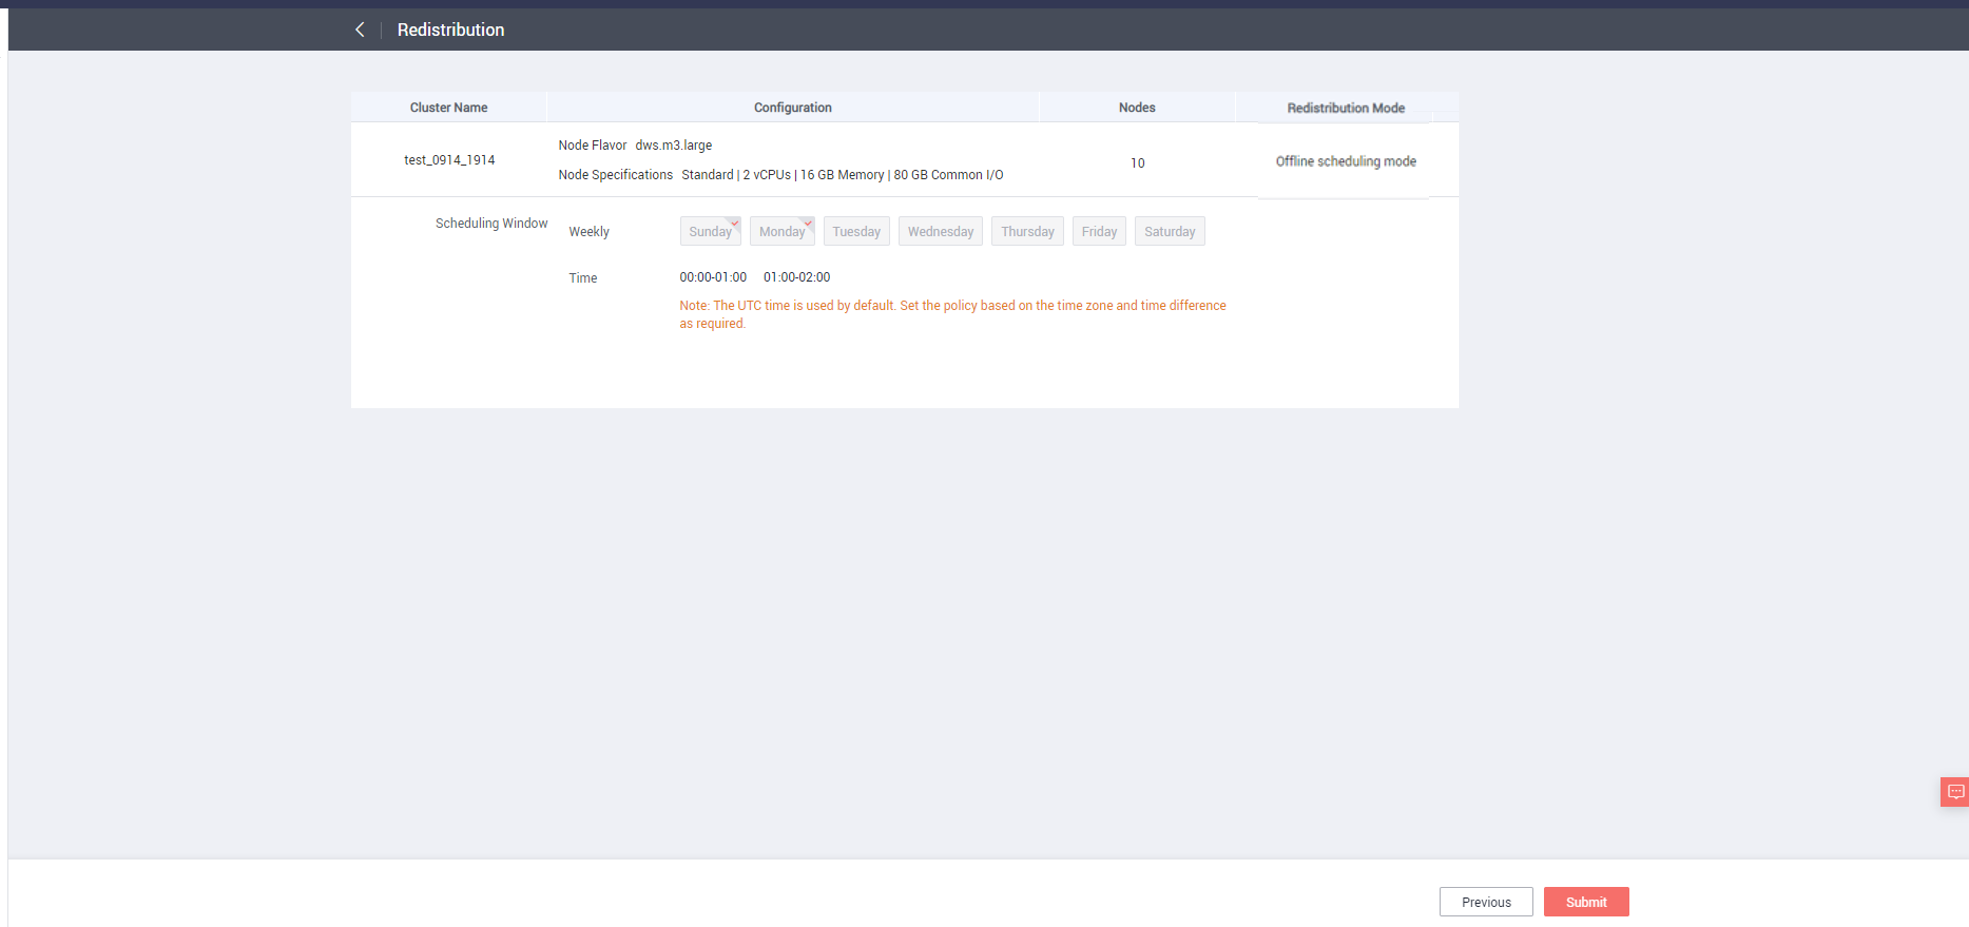 Redistribution
Cluster Name Configuration Nodes Redistribution Mode
test_0914_1914
Node Flavor dws.m3.large
Node Specifications Standard | 2 vCPUs | 16 GB Memory | 80 GB Common I/O
10
Offline scheduling mode
Scheduling Window
Weekly Sunday Monday Tuesday Wednesday Thursday Friday Saturday
Time 00:00-01:00 01:00-02:00
Note: The UTC time is used by default. Set the policy based on the time zone and time difference
as required.
Previous Submit